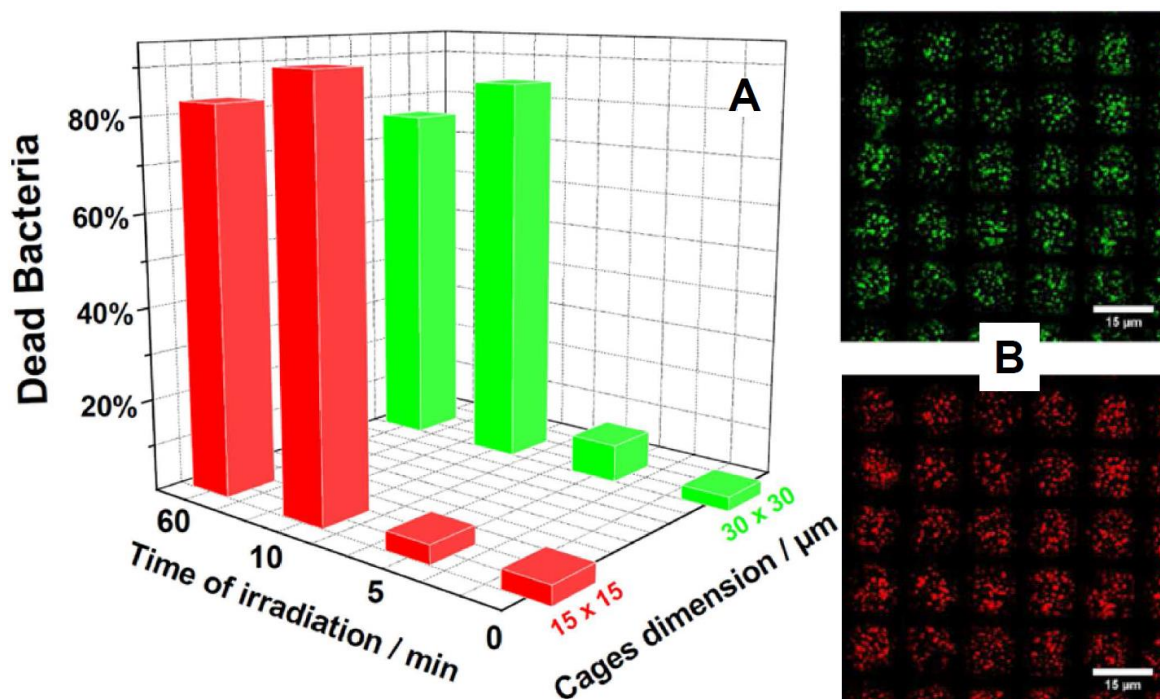 A
Dead Bacteria
80%
60%
40%
20%
60
10
5
0
Time of irradiation / min
15 x 15
30 x 30
Cages dimension / µm
B
15 µm
15 µm